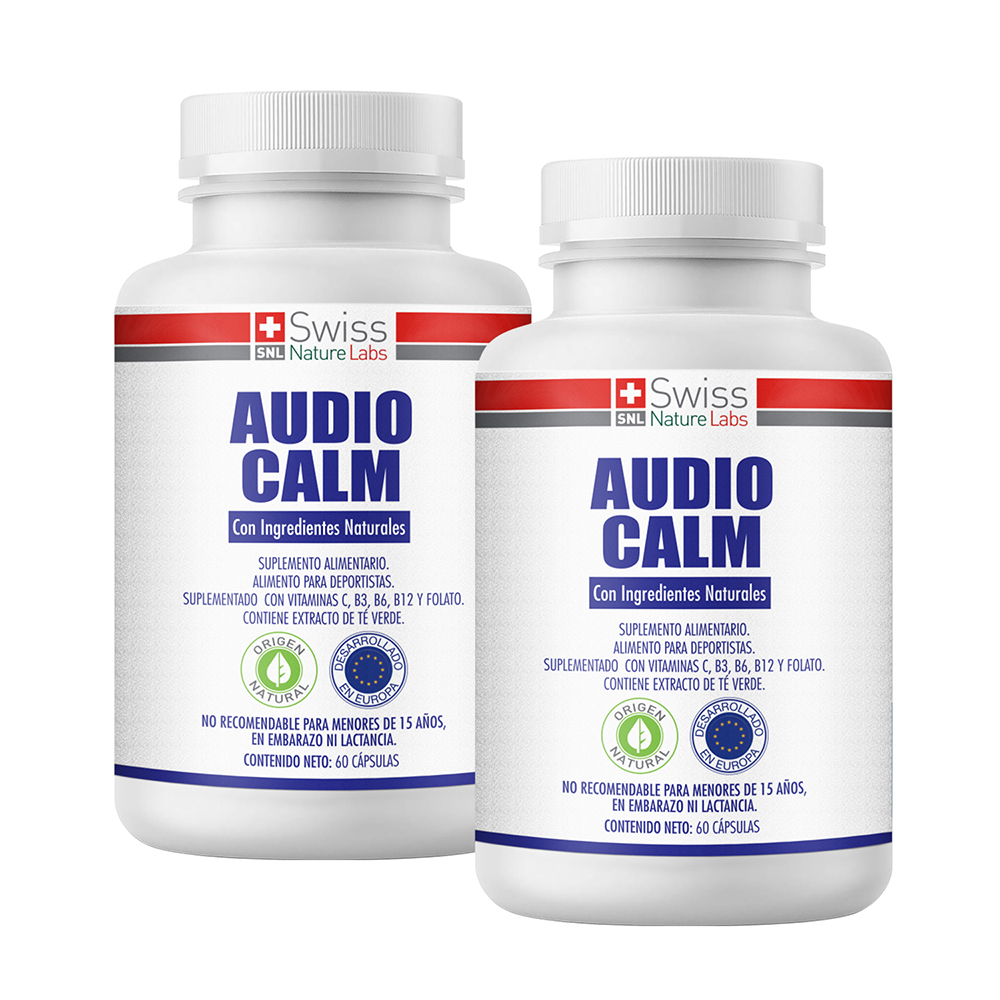 Swiss
SNL Nature Labs
AUDIO
CALM
Con Ingredientes Naturales
SUPLEMENTO ALIMENTARIO.
ALIMENTO PARA DEPORTISTAS.
SUPLEMENTADO CON VITAMINAS C, B3, B6, B12 Y FOLATO.
CONTIENE EXTRACTO DE TÉ VERDE.
ORIGEN
NATURAL
DESARROLLADO
EN EUROPA
NO RECOMENDABLE PARA MENORES DE 15 AÑOS,
EN EMBARAZO NI LACTANCIA.
CONTENIDO NETO: 60 CÁPSULAS
Swiss
SNL Nature Labs
AUDIO
CALM
Con Ingredientes Naturales
SUPLEMENTO ALIMENTARIO.
ALIMENTO PARA DEPORTISTAS.
SUPLEMENTADO CON VITAMINAS C, B3, B6, B12 Y FOLATO.
CONTIENE EXTRACTO DE TÉ VERDE.
ORIGEN
NATURAL
DESARROLLADO
EN EUROPA
NO RECOMENDABLE PARA MENORES DE 15 AÑOS,
EN EMBARAZO NI LACTANCIA.
CONTENIDO NETO: 60 CÁPSULAS